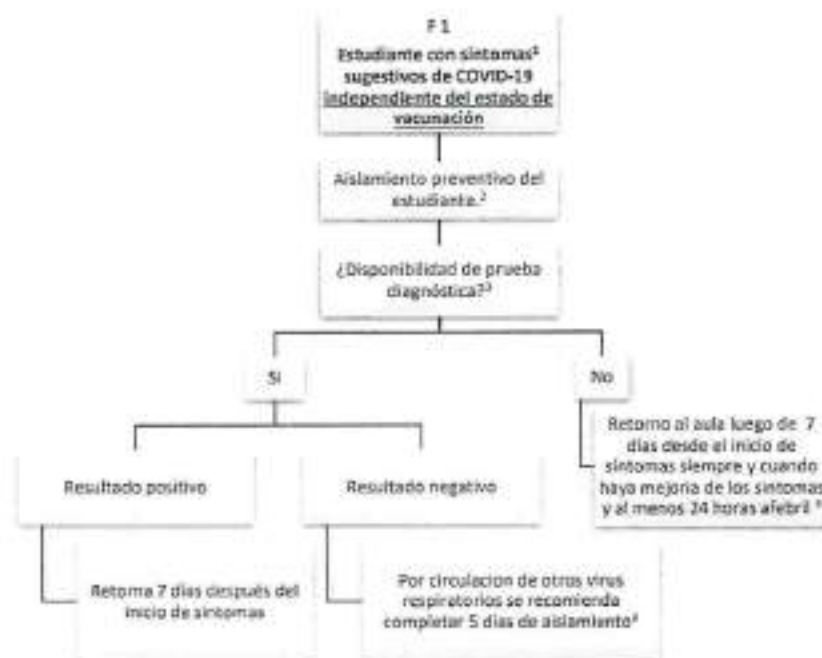 F 1
Estudiante con síntomas¹
sugestivos de COVID-19
independiente del estado de
vacunación
Aislamiento preventivo del
estudiante.²
¿Disponibilidad de prueba
diagnóstica?³
Si
No
Retorno al aula luego de 7
días desde el inicio de
síntomas siempre y cuando
haya mejoría de los síntomas
y al menos 24 horas afebril
Resultado positivo
Resultado negativo
Retorna 7 días después del
inicio de síntomas
Por circulacion de otros virus
respiratorios se recomienda
completar 5 días de aislamiento⁴